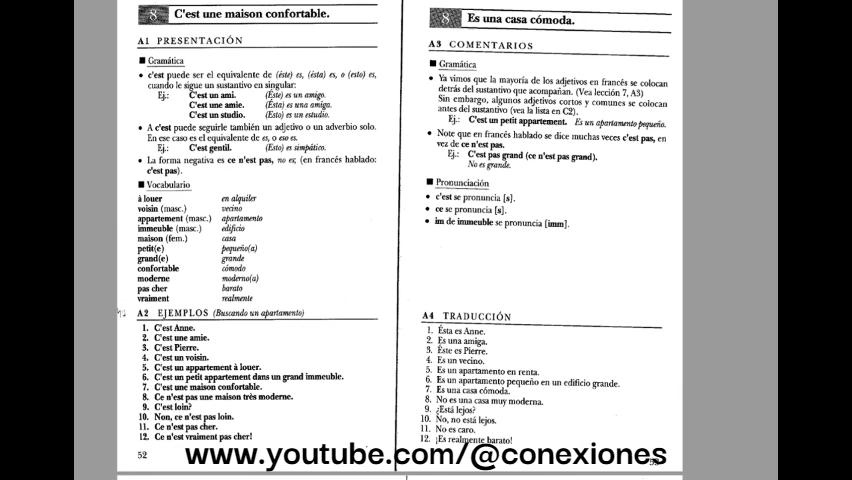 8 C'est une maison confortable.
A1 PRESENTACIÓN
■ Gramática
• c'est puede ser el equivalente de (éste) es, (ésta) es, o (esto) es,
cuando le sigue un sustantivo en singular:
Ej.: C'est un ami. (Éste) es un amigo.
C'est une amie. (Ésta) es una amiga.
C'est un studio. (Esto) es un estudio.
• A c'est puede seguirle también un adjetivo o un adverbio solo.
En ese caso es el equivalente de es, o eso es.
Ej.: C'est gentil. (Esto) es simpático.
• La forma negativa es ce n'est pas, no es; (en francés hablado:
c'est pas).
■ Vocabulario
à louer en alquiler
voisin (masc.) vecino
appartement (masc.) apartamento
immeuble (masc.) edificio
maison (fem.) casa
petit(e) pequeño(a)
grand(e) grande
confortable cómodo
moderne moderno(a)
pas cher barato
vraiment realmente
A2 EJEMPLOS (Buscando un apartamento)
1. C'est Anne.
2. C'est une amie.
3. C'est Pierre.
4. C'est un voisin.
5. C'est un appartement à louer.
6. C'est un petit appartement dans un grand immeuble.
7. C'est une maison confortable.
8. Ce n'est pas une maison très moderne.
9. C'est loin?
10. Non, ce n'est pas loin.
11. Ce n'est pas cher.
12. Ce n'est vraiment pas cher!
52
8 Es una casa cómoda.
A3 COMENTARIOS
■ Gramática
• Ya vimos que la mayoría de los adjetivos en francés se colocan
detrás del sustantivo que acompañan. (Vea lección 7, A3)
Sin embargo, algunos adjetivos cortos y comunes se colocan
antes del sustantivo (vea la lista en C2).
Ej.: C'est un petit appartement. Es un apartamento pequeño.
• Note que en francés hablado se dice muchas veces c'est pas, en
vez de ce n'est pas.
Ej.: C'est pas grand (ce n'est pas grand).
No es grande.
■ Pronunciación
• c'est se pronuncia [s].
• ce se pronuncia [s].
• im de immeuble se pronuncia [imm].
A4 TRADUCCIÓN
1. Ésta es Anne.
2. Es una amiga.
3. Éste es Pierre.
4. Es un vecino.
5. Es un apartamento en renta.
6. Es un apartamento pequeño en un edificio grande.
7. Es una casa cómoda.
8. No es una casa muy moderna.
9. ¿Está lejos?
10. No, no está lejos.
11. No es caro.
12. ¡Es realmente barato!
www.youtube.com/@conexiones